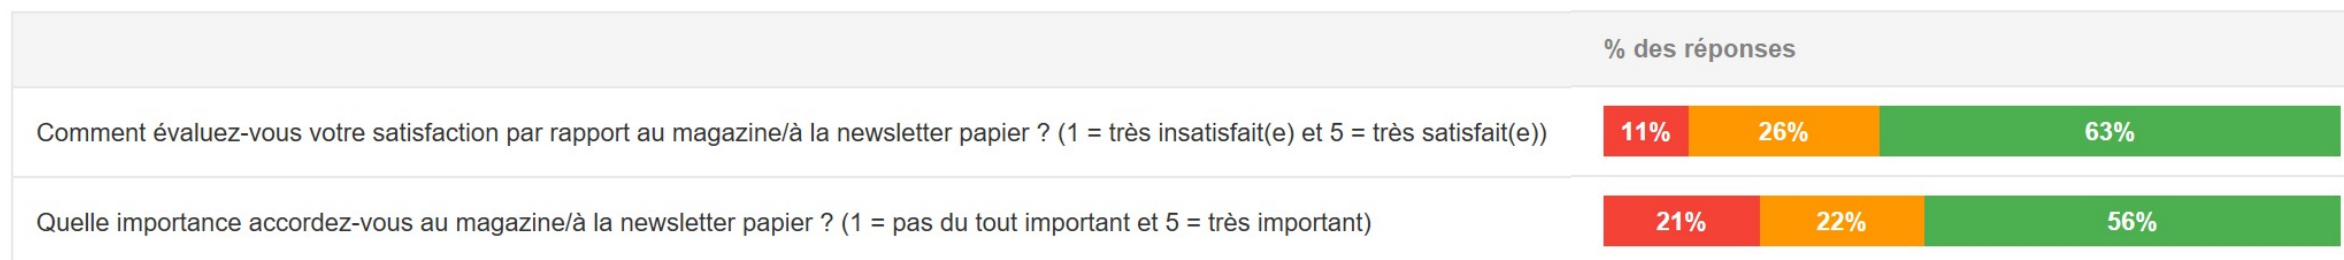 % des réponses
Comment évaluez-vous votre satisfaction par rapport au magazine/à la newsletter papier ? (1 = très insatisfait(e) et 5 = très satisfait(e)) 11% 26% 63%
Quelle importance accordez-vous au magazine/à la newsletter papier ? (1 = pas du tout important et 5 = très important) 21% 22% 56%